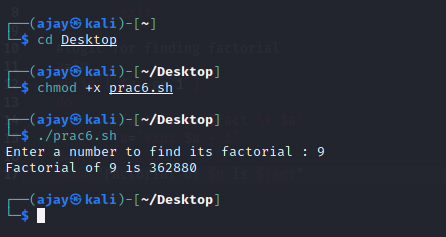 ┌──(ajay㉿kali)-[~]
└─$ cd Desktop
┌──(ajay㉿kali)-[~/Desktop]
└─$ chmod +x prac6.sh
┌──(ajay㉿kali)-[~/Desktop]
└─$ ./prac6.sh
Enter a number to find its factorial : 9
Factorial of 9 is 362880
┌──(ajay㉿kali)-[~/Desktop]
└─$